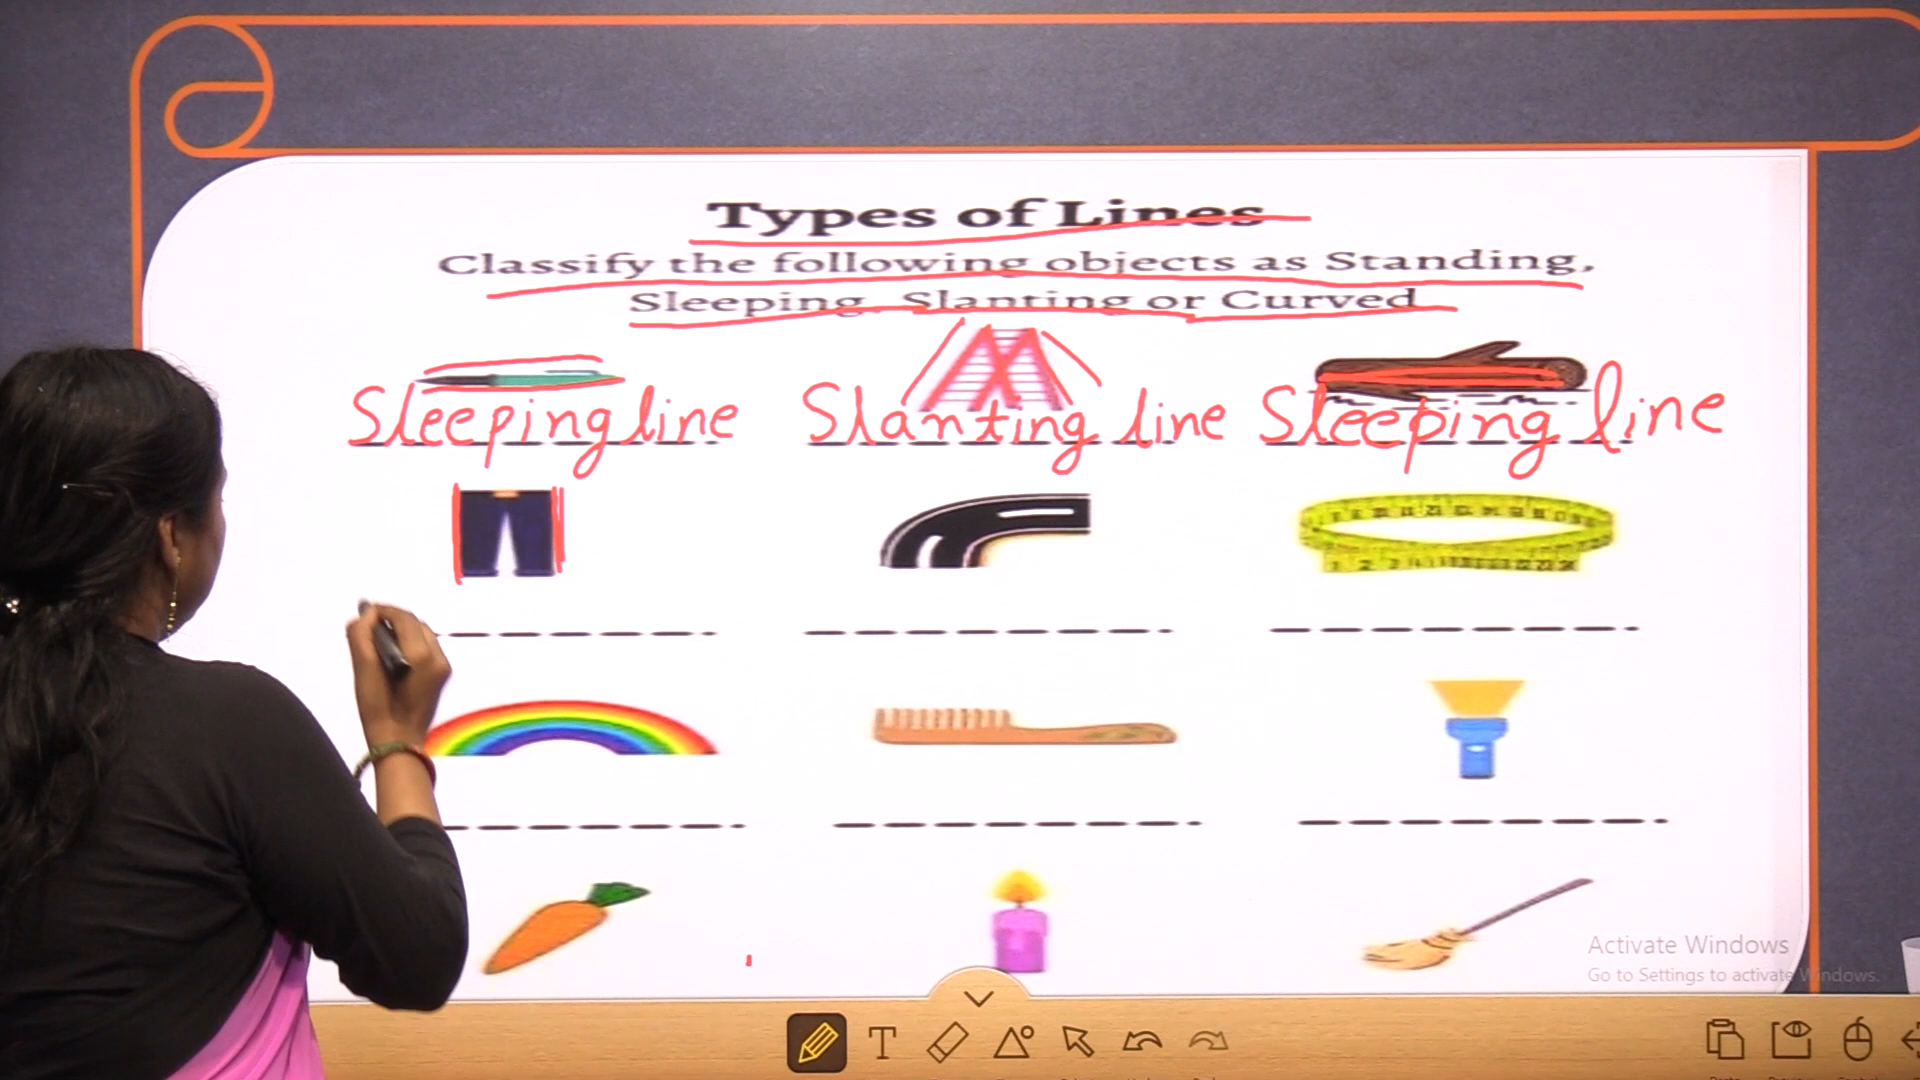 Types of Lines
Classify the following objects as Standing,
Sleeping, Slanting or Curved
Sleeping line Slanting line Sleeping line
Activate Windows
Go to Settings to activate Windows.
T